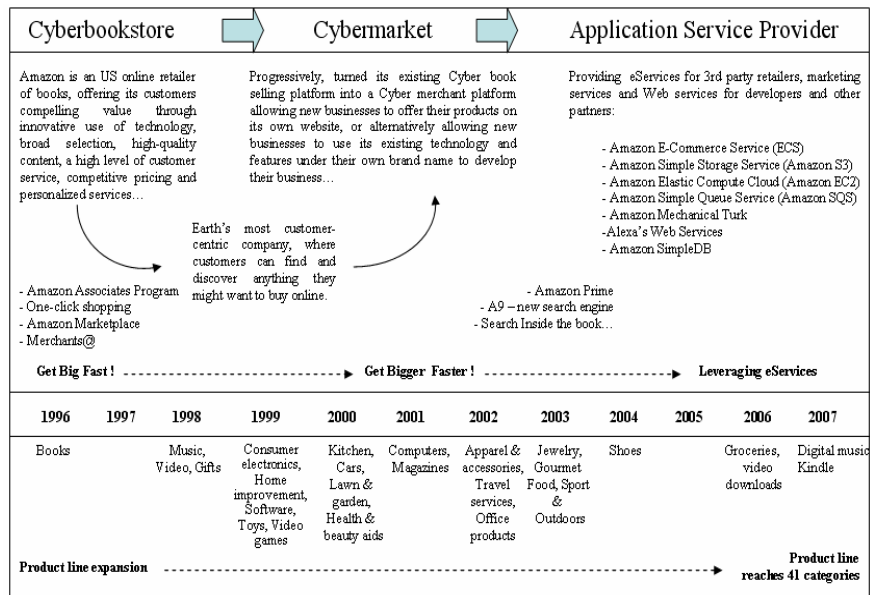 Cyberbookstore
Cybermarket
Application Service Provider
Amazon is an US online retailer
of books, offering its customers
compelling value through
innovative use of technology,
broad selection, high-quality
content, a high level of customer
service, competitive pricing and
personalized services…
Progressively, turned its existing Cyber book
selling platform into a Cyber merchant platform
allowing new businesses to offer their products on
its own website, or alternatively allowing new
businesses to use its existing technology and
features under their own brand name to develop
their business…
Providing eServices for 3rd party retailers, marketing
services and Web services for developers and other
partners:
- Amazon E-Commerce Service (ECS)
- Amazon Simple Storage Service (Amazon S3)
- Amazon Elastic Compute Cloud (Amazon EC2)
- Amazon Simple Queue Service (Amazon SQS)
- Amazon Mechanical Turk
-Alexa's Web Services
- Amazon SimpleDB
Earth's most customer-
centric company, where
customers can find and
discover anything they
might want to buy online.
- Amazon Associates Program
- One-click shopping
- Amazon Marketplace
- Merchants@
- Amazon Prime
- A9 – new search engine
- Search Inside the book…
Get Big Fast !
Get Bigger Faster !
Leveraging eServices
1996 1997 1998 1999 2000 2001 2002 2003 2004 2005 2006 2007
Books
Music,
Video, Gifts
Consumer
electronics,
Home
improvement,
Software,
Toys, Video
games
Kitchen,
Cars,
Lawn &
garden,
Health &
beauty aids
Computers,
Magazines
Apparel &
accessories,
Travel
services,
Office
products
Jewelry,
Gourmet
Food, Sport
&
Outdoors
Shoes
Groceries,
video
downloads
Digital music
Kindle
Product line expansion
Product line
reaches 41 categories